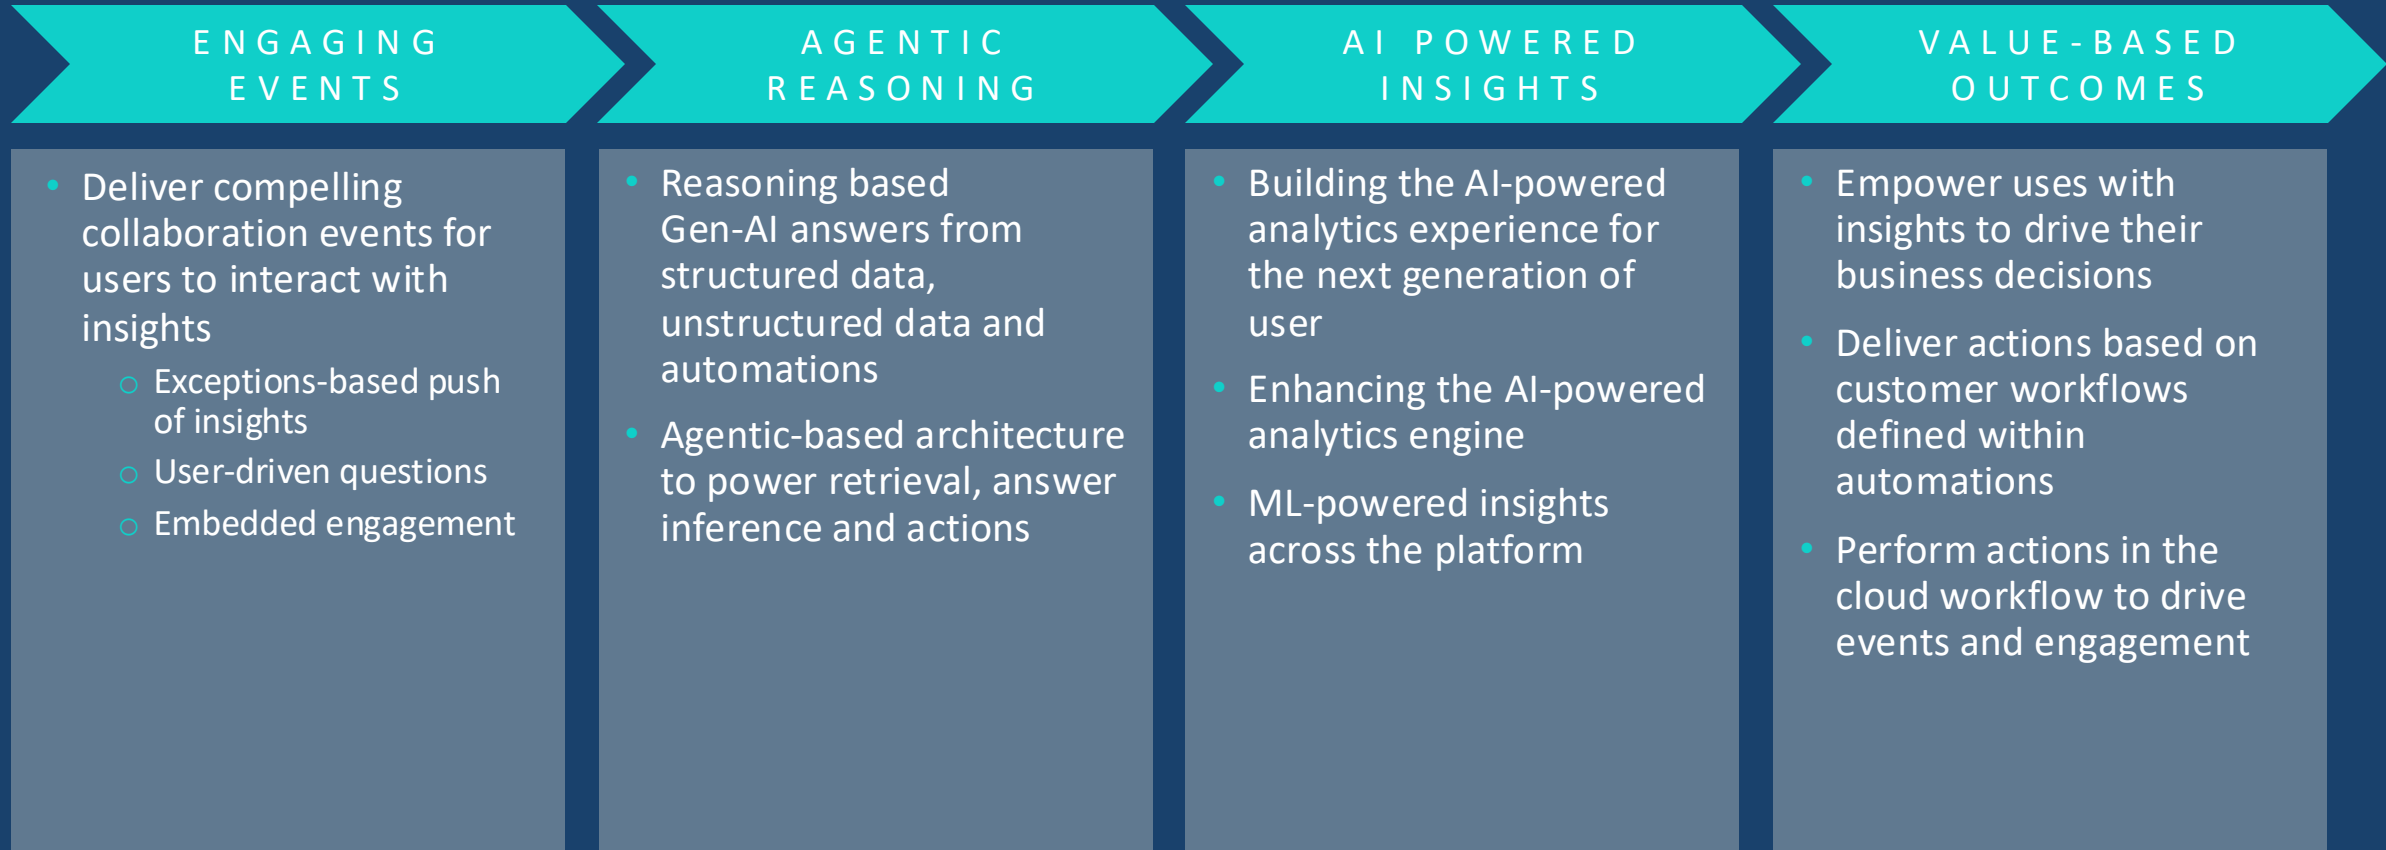 ENGAGING
EVENTS
• Deliver compelling
collaboration events for
users to interact with
insights
o Exceptions-based push
of insights
o User-driven questions
o Embedded engagement
AGENTIC
REASONING
• Reasoning based
Gen-AI answers from
structured data,
unstructured data and
automations
• Agentic-based architecture
to power retrieval, answer
inference and actions
AI POWERED
INSIGHTS
• Building the AI-powered
analytics experience for
the next generation of
user
• Enhancing the AI-powered
analytics engine
• ML-powered insights
across the platform
VALUE-BASED
OUTCOMES
• Empower uses with
insights to drive their
business decisions
• Deliver actions based on
customer workflows
defined within
automations
• Perform actions in the
cloud workflow to drive
events and engagement